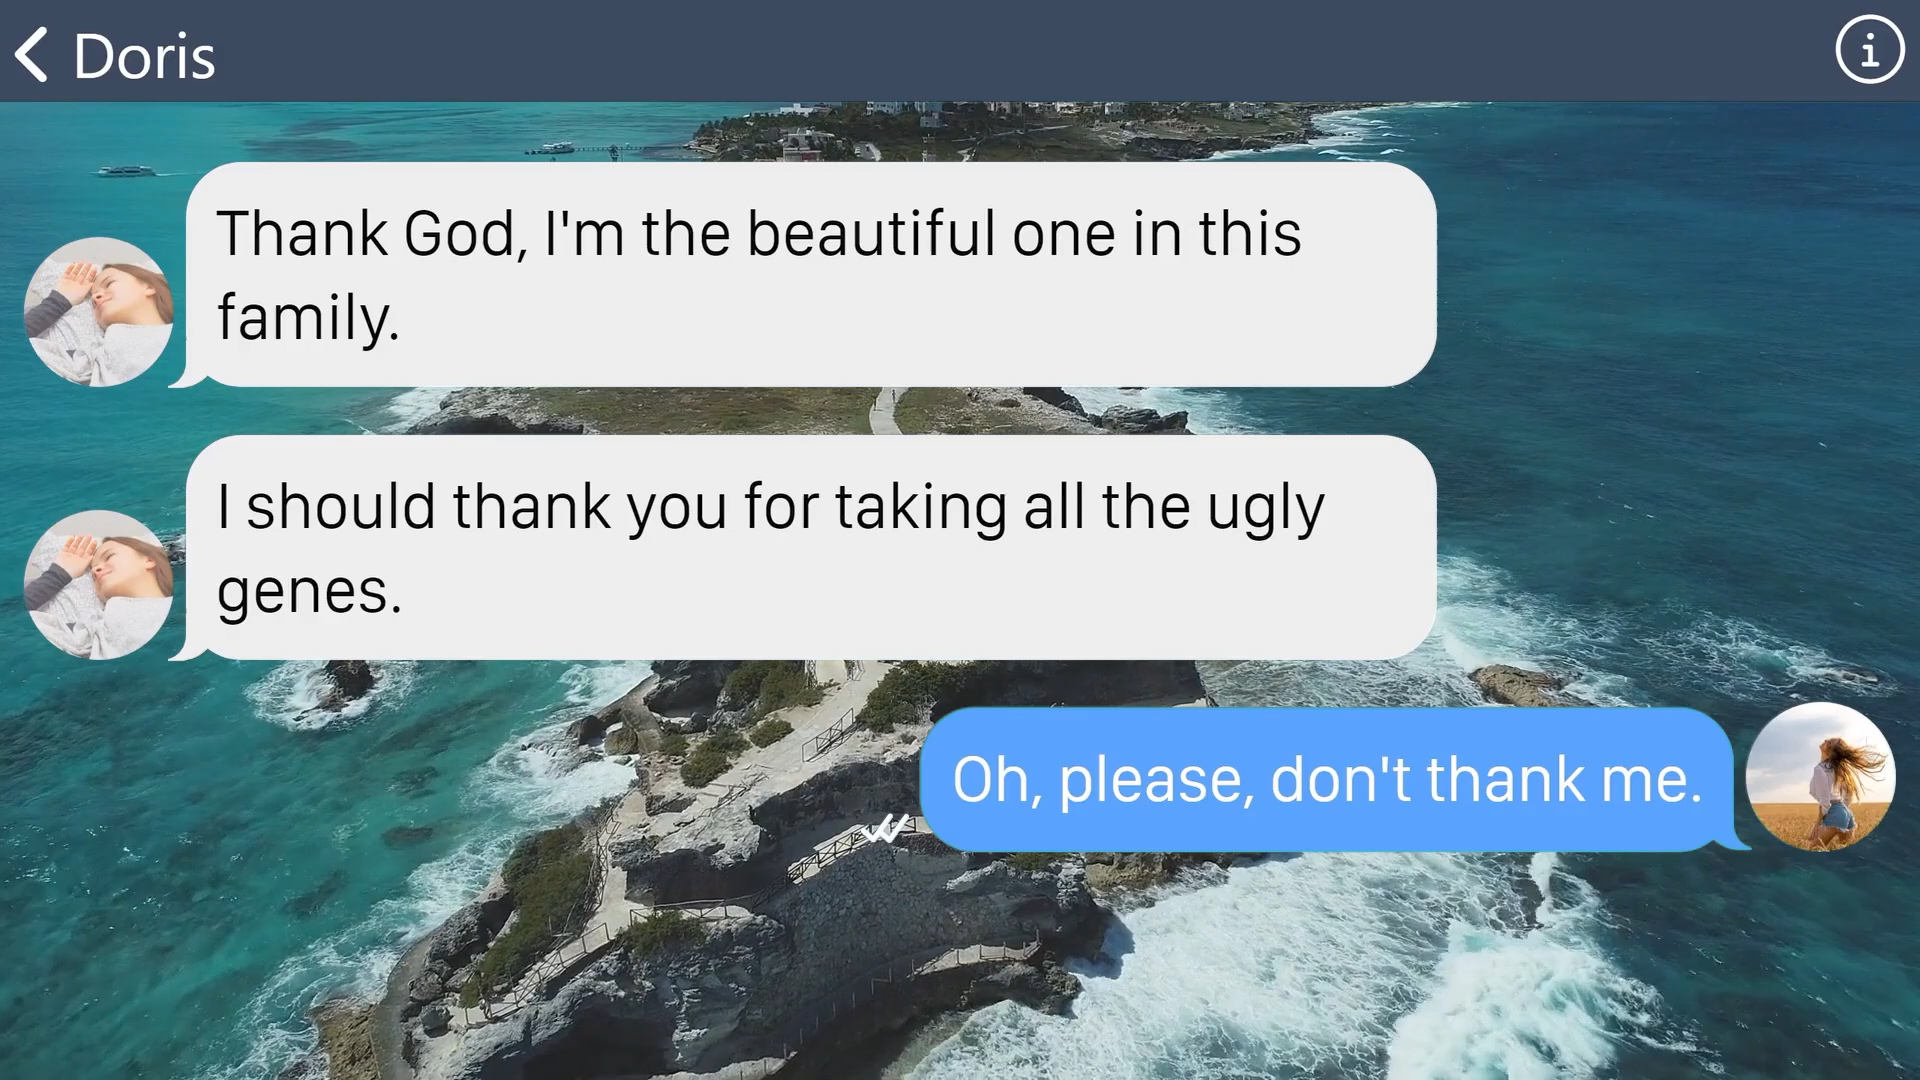 Doris
Thank God, I'm the beautiful one in this
family.
I should thank you for taking all the ugly
genes.
Oh, please, don't thank me.